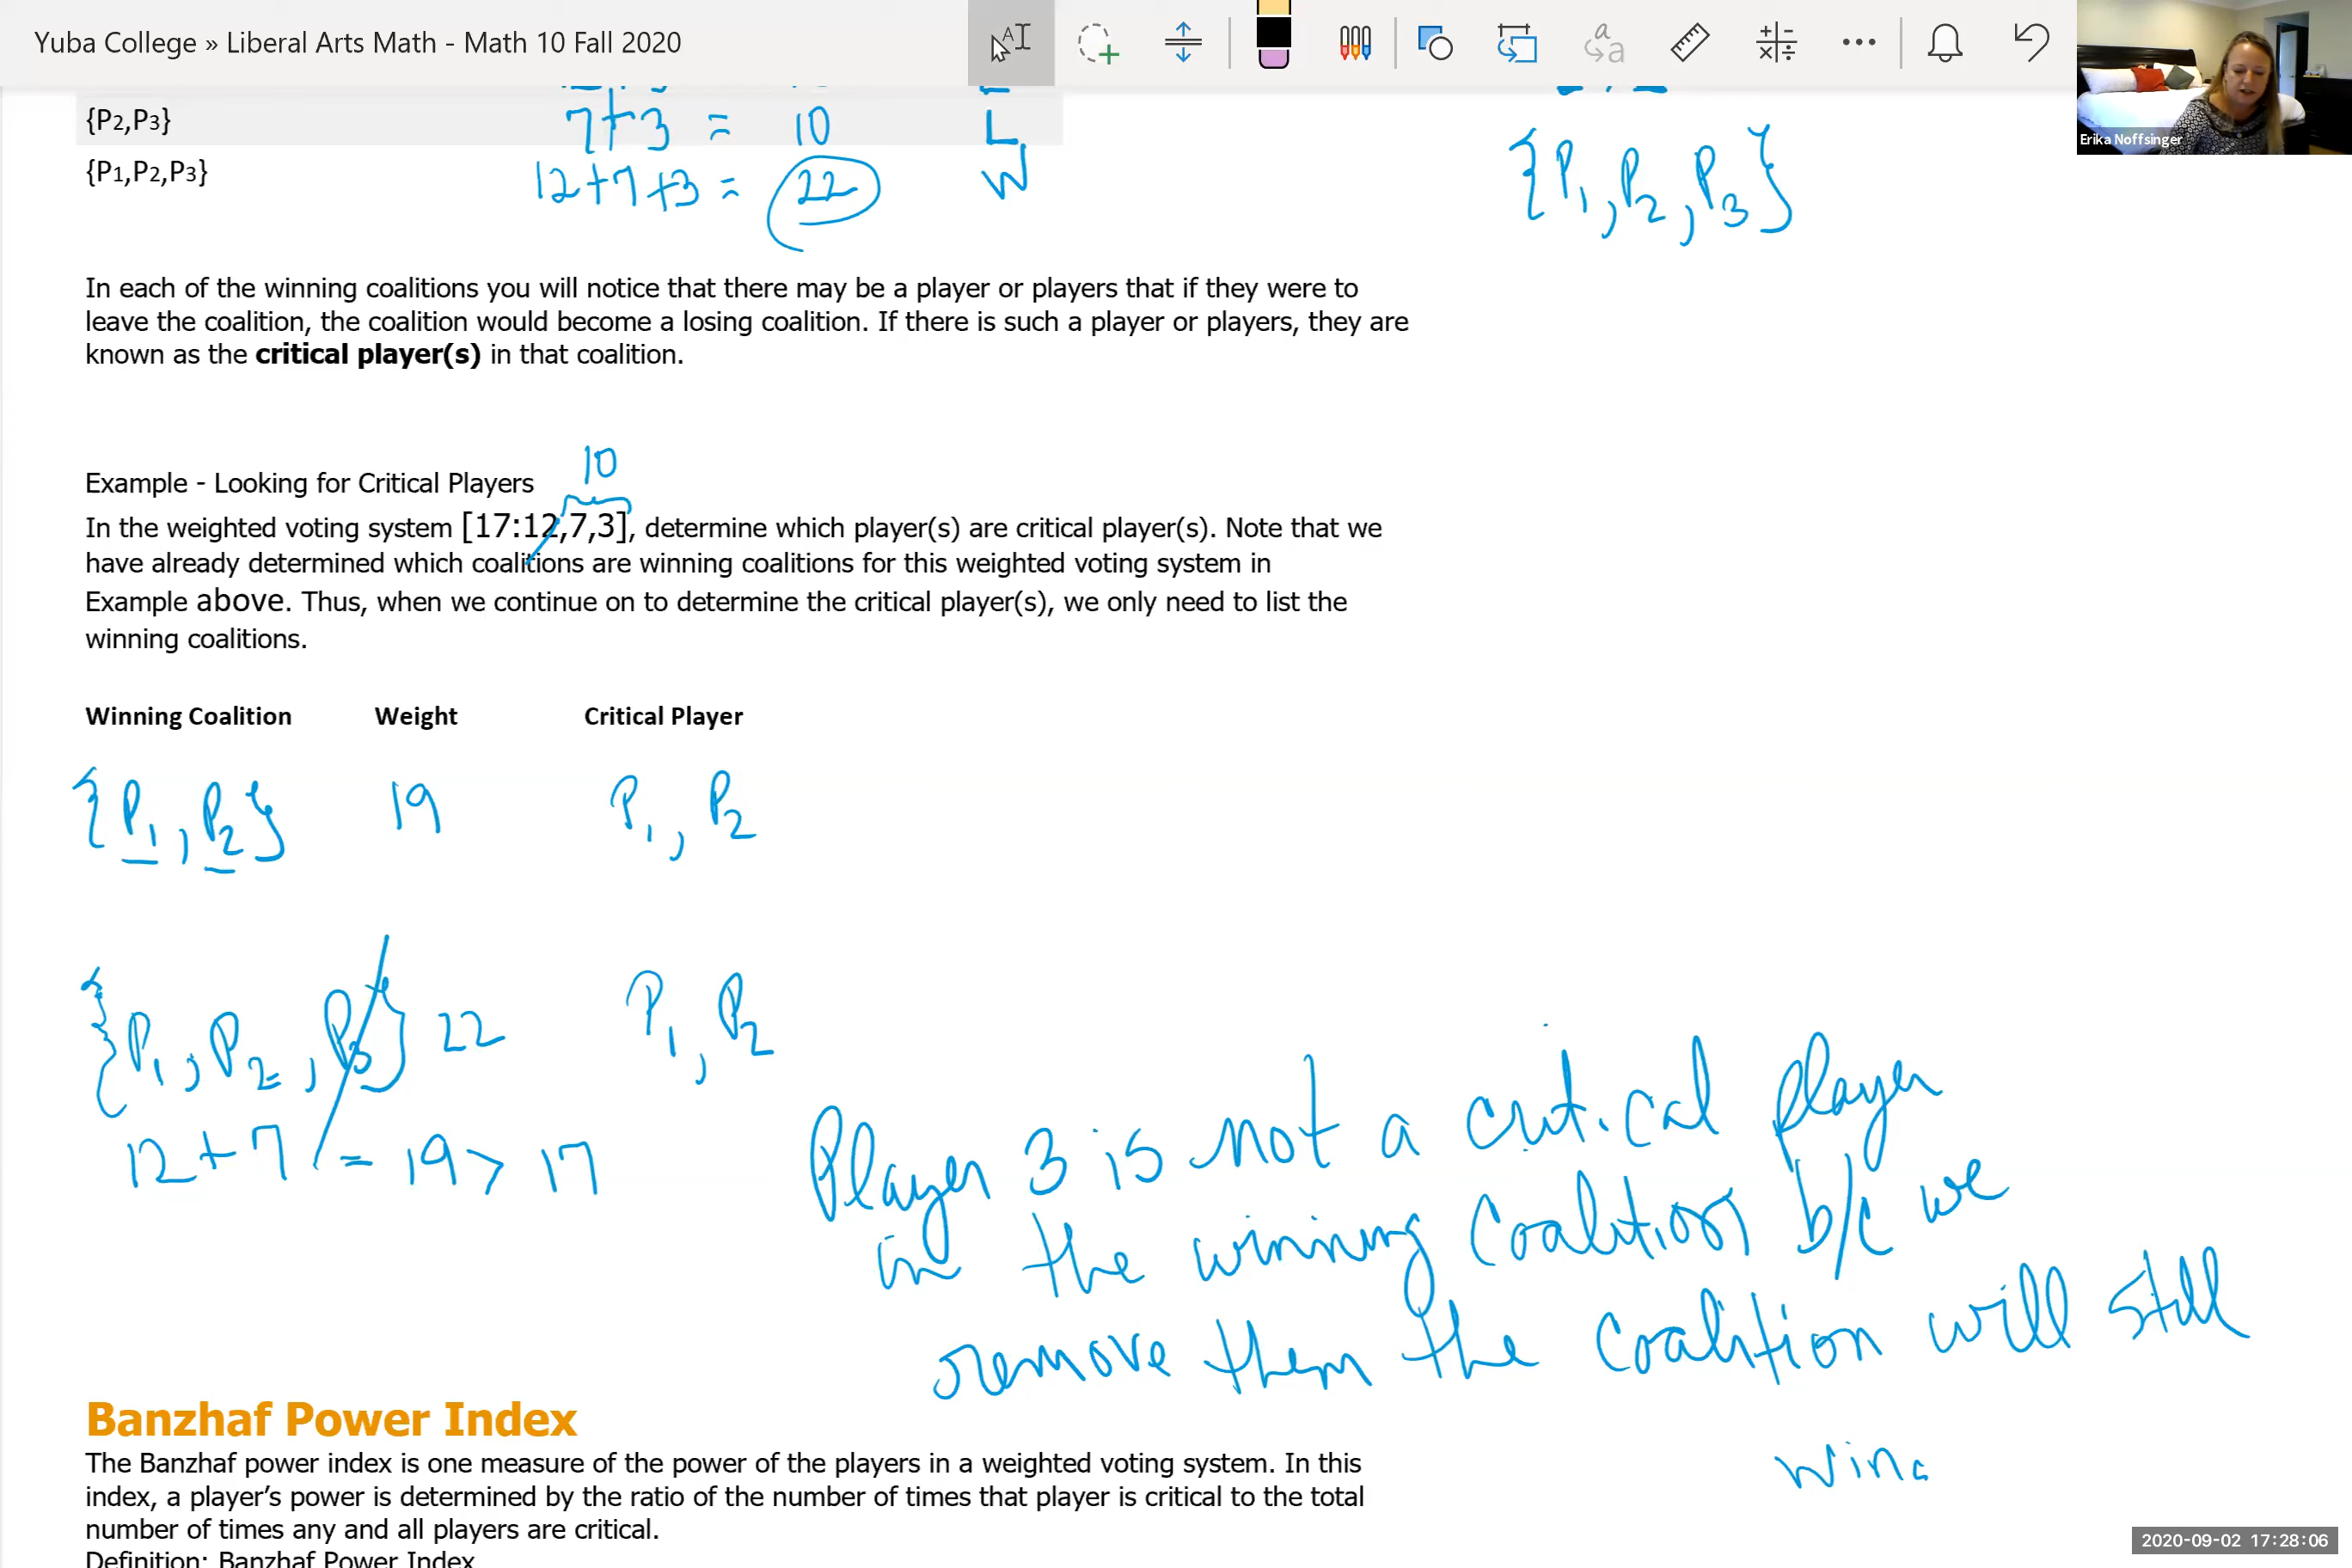 Yuba College » Liberal Arts Math - Math 10 Fall 2020
Erika Noffsinger
{P2,P3} 7+3 = 10 L
{P1,P2,P3} 12+7+3 = 22 W
{P1,P2,P3}
In each of the winning coalitions you will notice that there may be a player or players that if they were to
leave the coalition, the coalition would become a losing coalition. If there is such a player or players, they are
known as the critical player(s) in that coalition.
10
Example - Looking for Critical Players
In the weighted voting system [17:12,7,3], determine which player(s) are critical player(s). Note that we
have already determined which coalitions are winning coalitions for this weighted voting system in
Example above. Thus, when we continue on to determine the critical player(s), we only need to list the
winning coalitions.
Winning Coalition Weight Critical Player
{P1,P2} 19 P1,P2
{P1,P2,P3} 22 P1,P2
12+7 = 19 > 17
Player 3 is not a critical player
in the winning coalition b/c we
remove them the coalition will still
win.
Banzhaf Power Index
The Banzhaf power index is one measure of the power of the players in a weighted voting system. In this
index, a player's power is determined by the ratio of the number of times that player is critical to the total
number of times any and all players are critical.
Definition: Banzhaf Power Index
2020-09-02 17:28:06